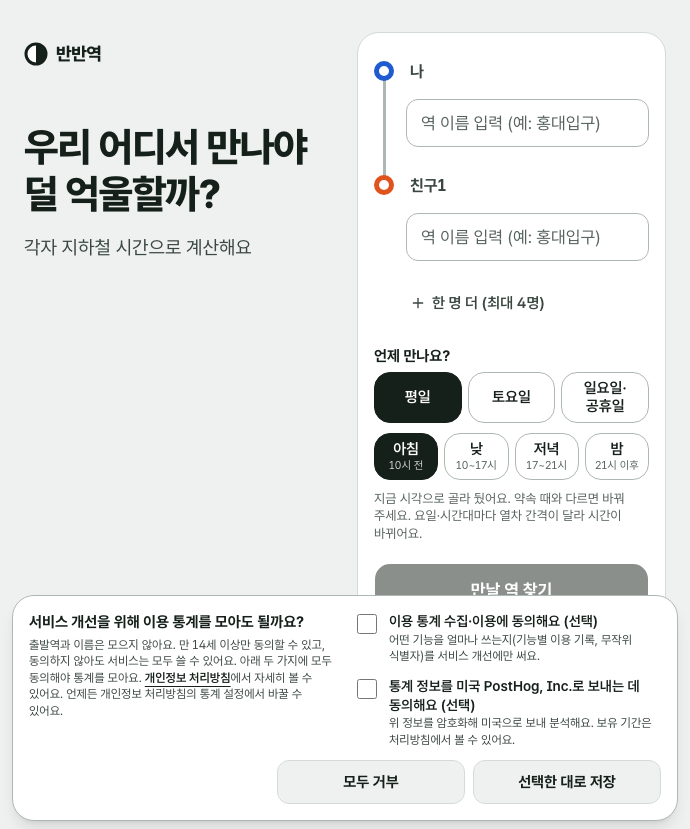 반반역
우리 어디서 만나야
덜 억울할까?
각자 지하철 시간으로 계산해요
나
역 이름 입력 (예: 홍대입구)
친구1
역 이름 입력 (예: 홍대입구)
+ 한 명 더 (최대 4명)
언제 만나요?
평일
토요일
일요일·
공휴일
아침
10시 전
낮
10~17시
저녁
17~21시
밤
21시 이후
지금 시각으로 골라 뒀어요. 약속 때와 다르면 바꿔
주세요. 요일·시간대마다 열차 간격이 달라 시간이
바뀌어요.
만날 역 찾기
서비스 개선을 위해 이용 통계를 모아도 될까요?
출발역과 이름은 모으지 않아요. 만 14세 이상만 동의할 수 있고,
동의하지 않아도 서비스는 모두 쓸 수 있어요. 아래 두 가지에 모두
동의해야 통계를 모아요. 개인정보 처리방침에서 자세히 볼 수
있어요. 언제든 개인정보 처리방침의 통계 설정에서 바꿀 수
있어요.
이용 통계 수집·이용에 동의해요 (선택)
어떤 기능을 얼마나 쓰는지(기능별 이용 기록, 무작위
식별자)를 서비스 개선에만 써요.
통계 정보를 미국 PostHog, Inc.로 보내는 데
동의해요 (선택)
위 정보를 암호화해 미국으로 보내 분석해요. 보유 기간은
처리방침에서 볼 수 있어요.
모두 거부
선택한 대로 저장